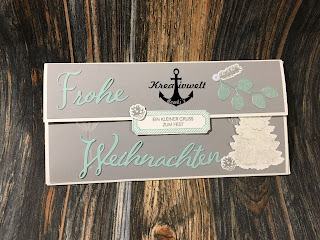 Frohe
Kreativwelt
EIN KLEINER GRUSS
ZUM FEST
Weihnachten